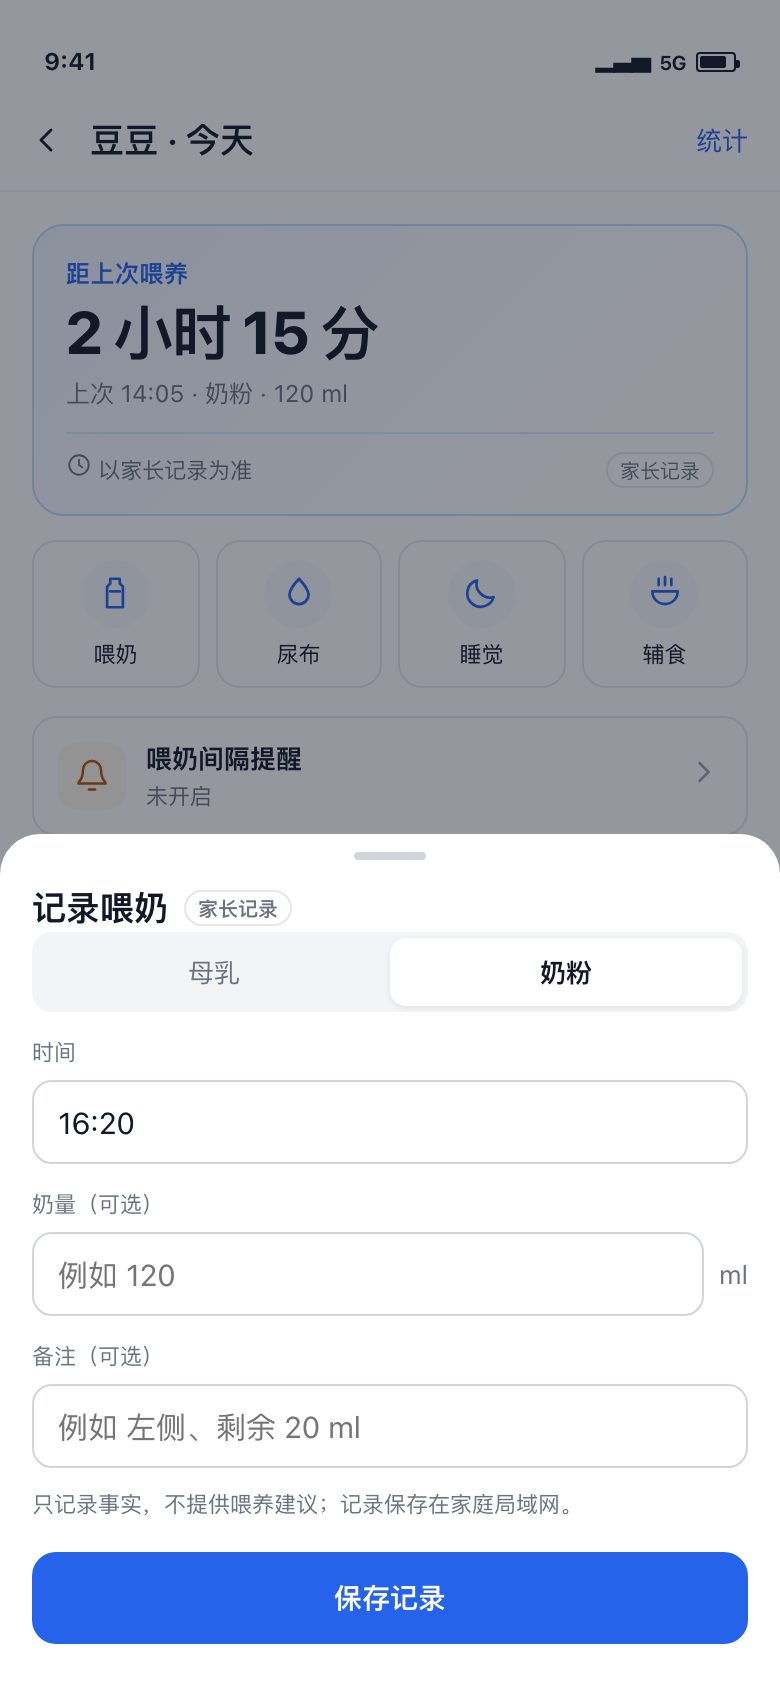 9:41
5G
豆豆 · 今天
统计
距上次喂养
2 小时 15 分
上次 14:05 · 奶粉 · 120 ml
以家长记录为准
家长记录
喂奶
尿布
睡觉
辅食
喂奶间隔提醒
未开启
记录喂奶
家长记录
母乳
奶粉
时间
16:20
奶量（可选）
例如 120
ml
备注（可选）
例如 左侧、剩余 20 ml
只记录事实，不提供喂养建议；记录保存在家庭局域网。
保存记录